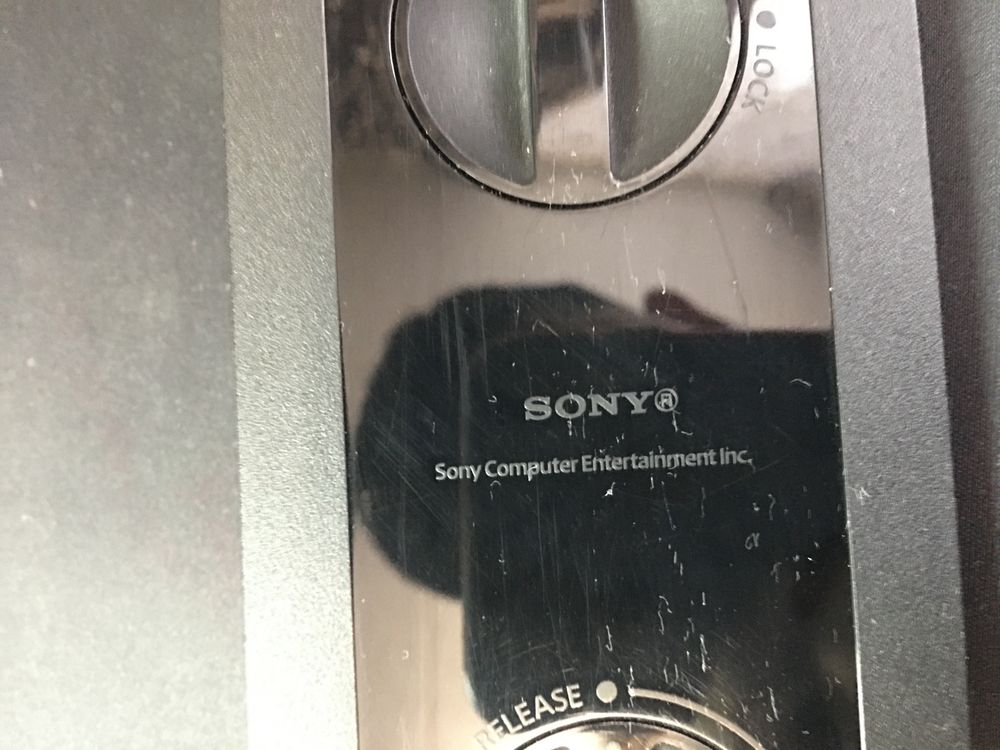 LOCK
SONY®
Sony Computer Entertainment Inc.
RELEASE